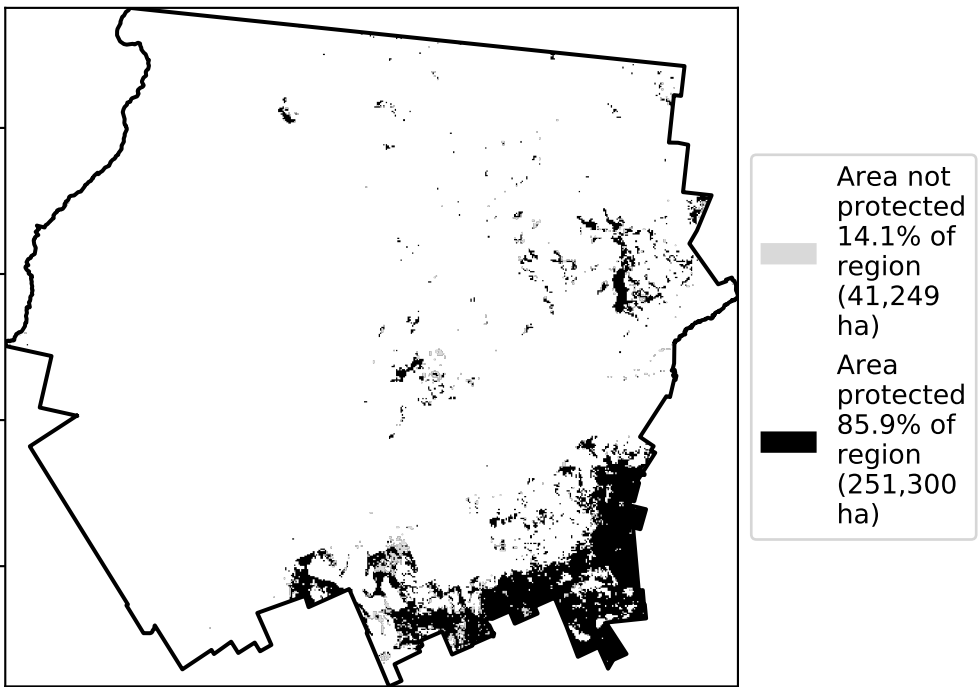 Area not
protected
14.1% of
region
(41,249
ha)
Area
protected
85.9% of
region
(251,300
ha)